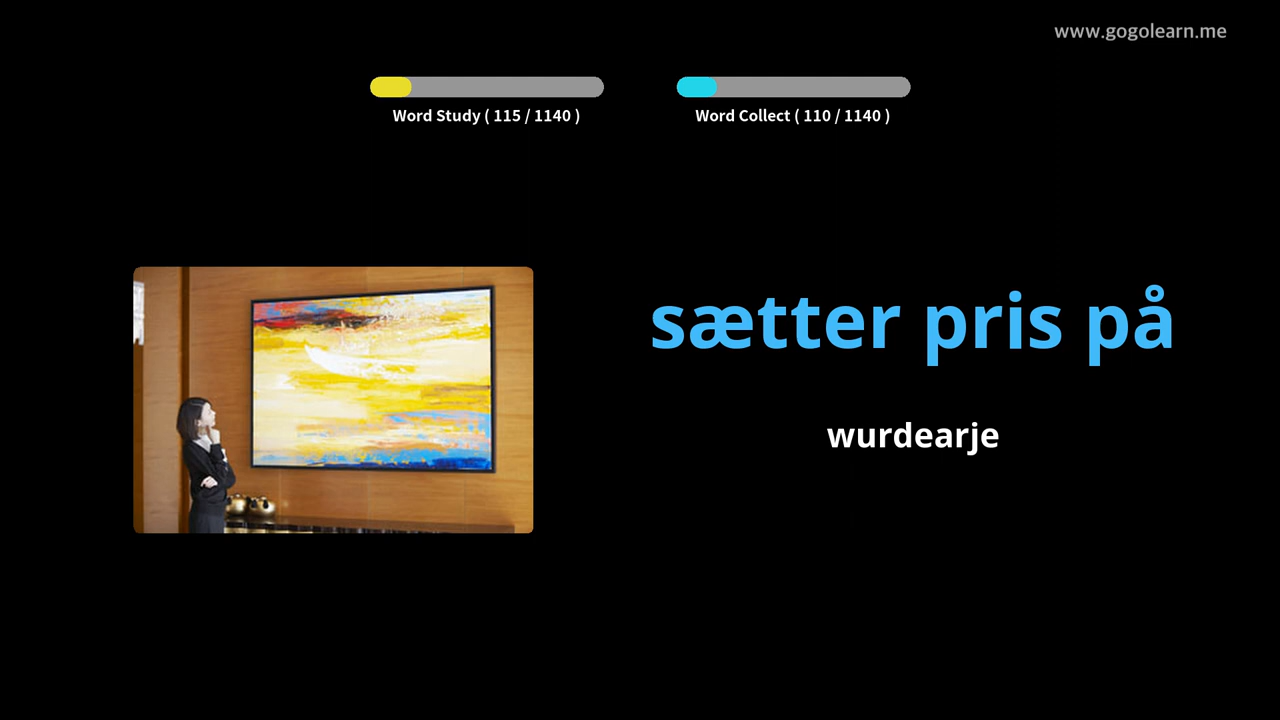 www.gogolearn.me
Word Study ( 115 / 1140 )
Word Collect ( 110 / 1140 )
sætter pris på
wurdearje